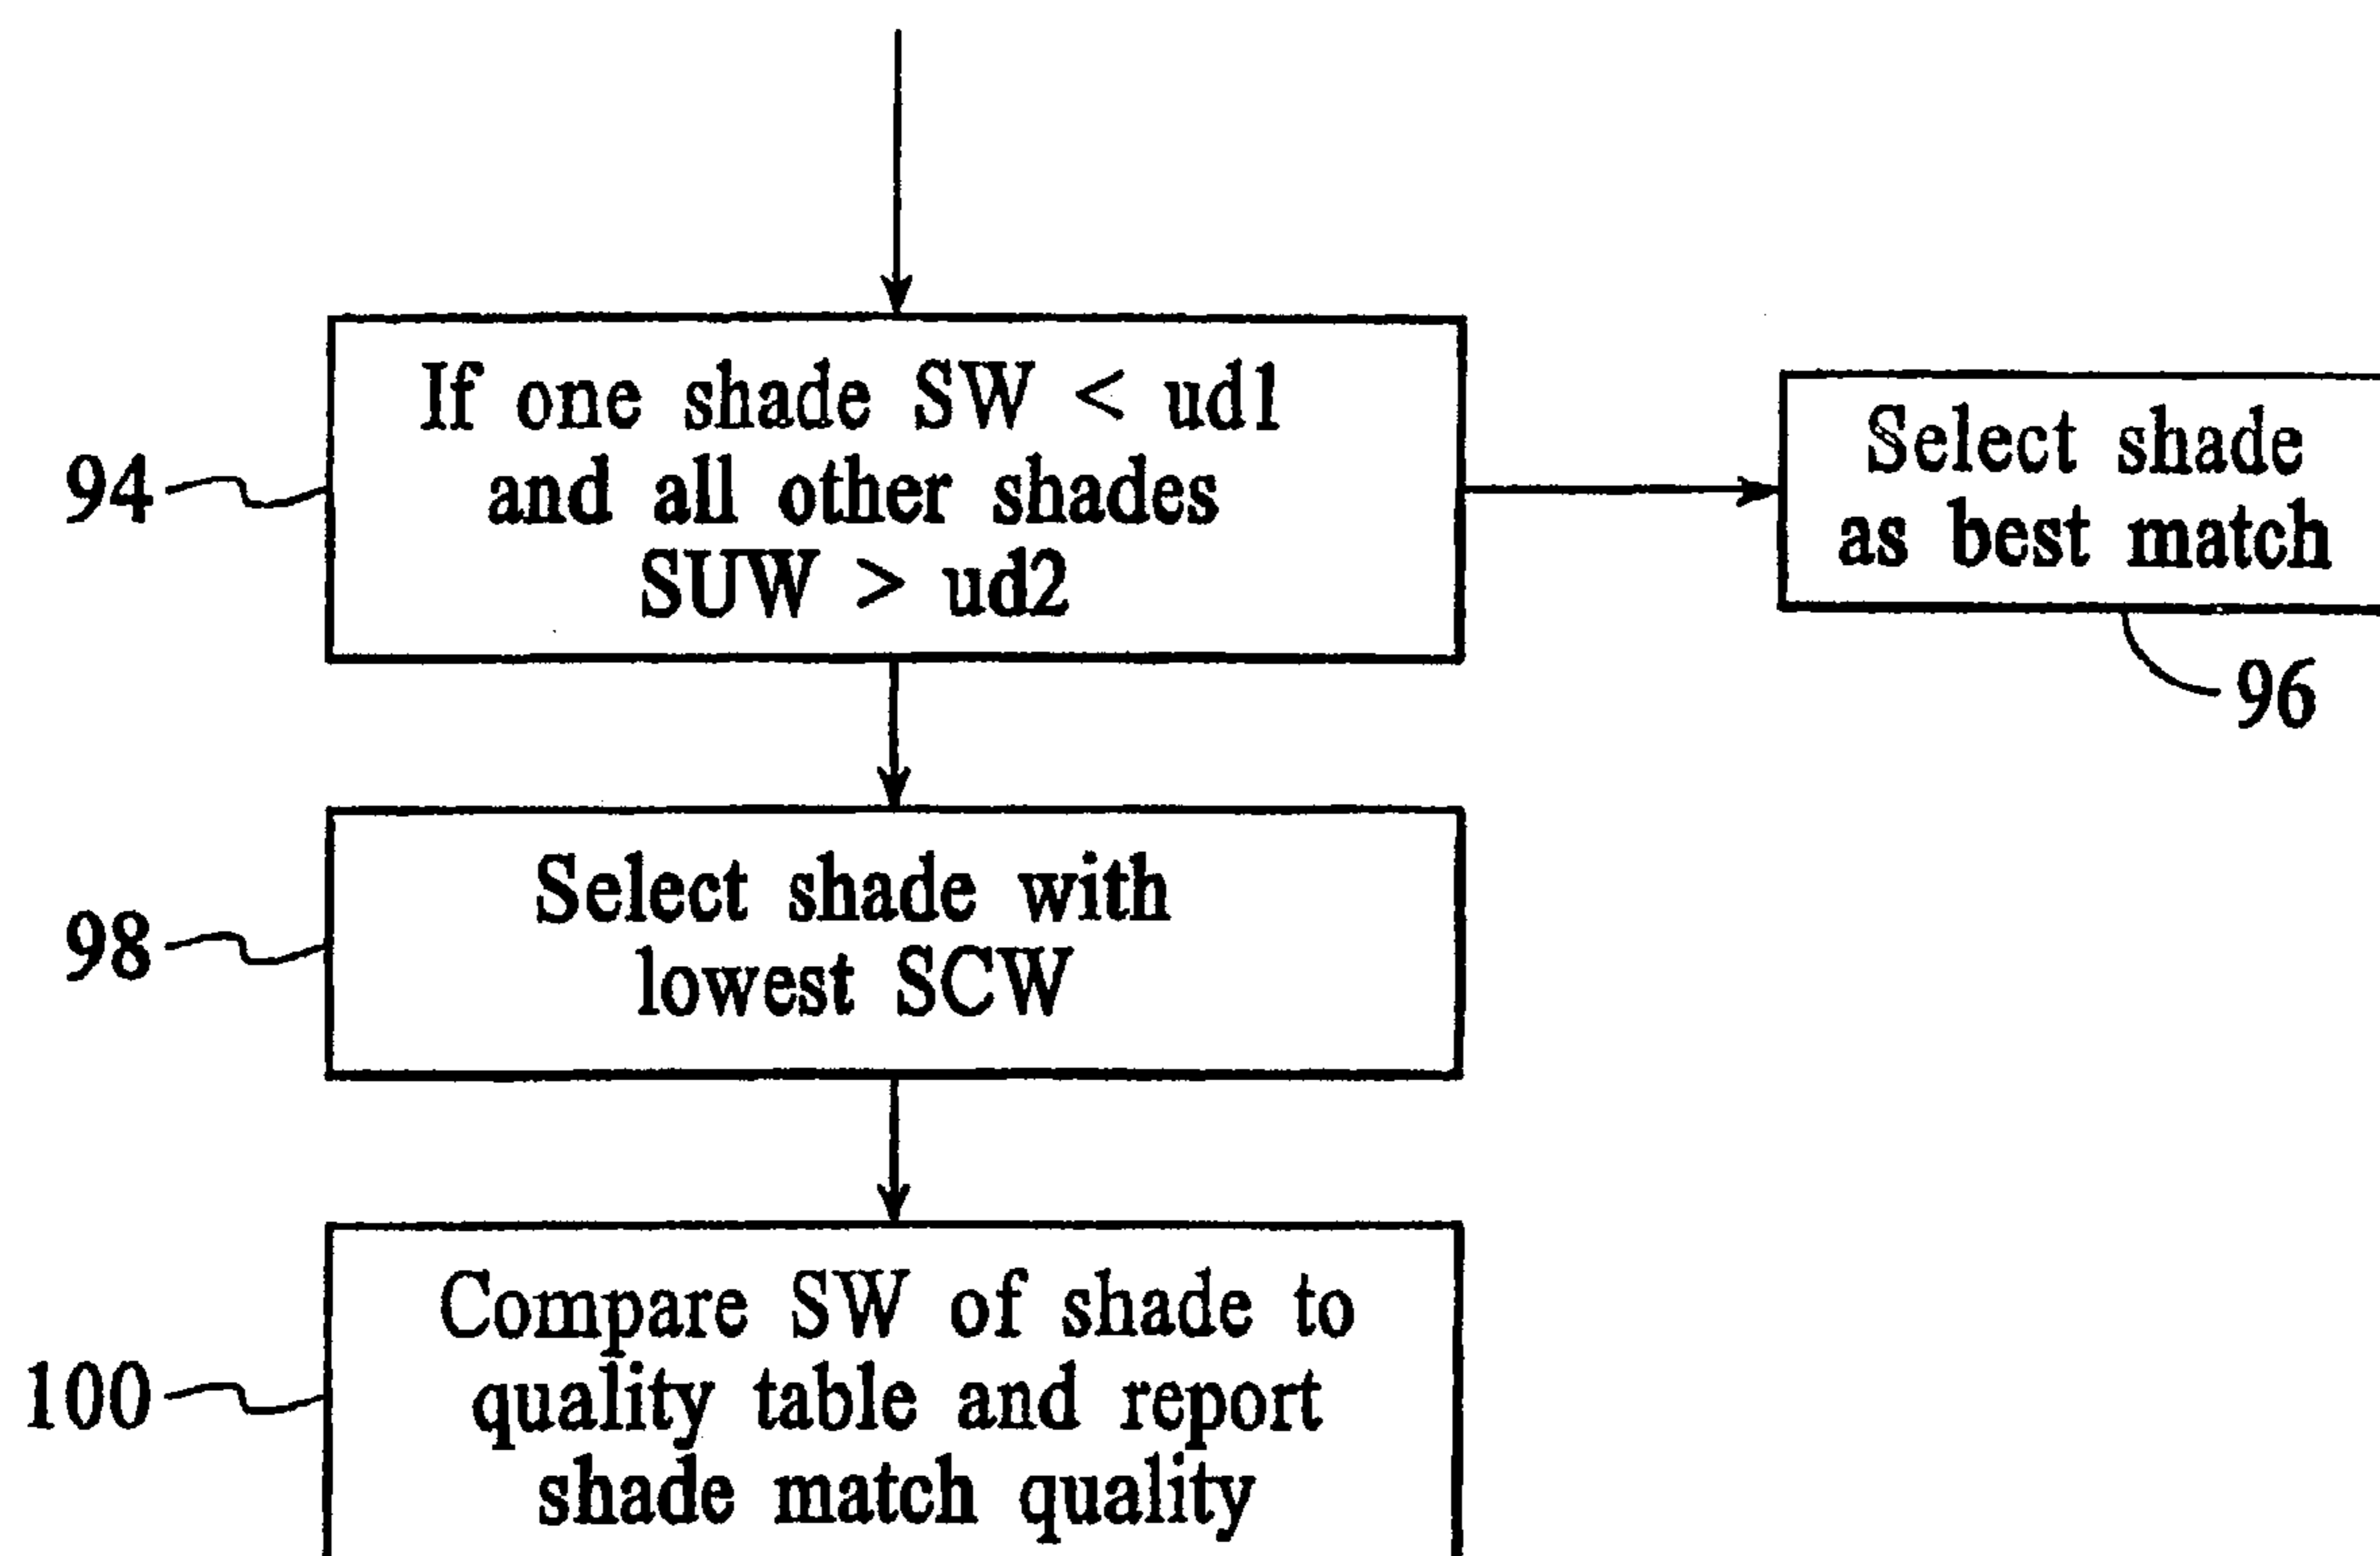 94
If one shade SW < ud1
and all other shades
SUW > ud2
Select shade
as best match
96
98
Select shade with
lowest SCW
100
Compare SW of shade to
quality table and report
shade match quality